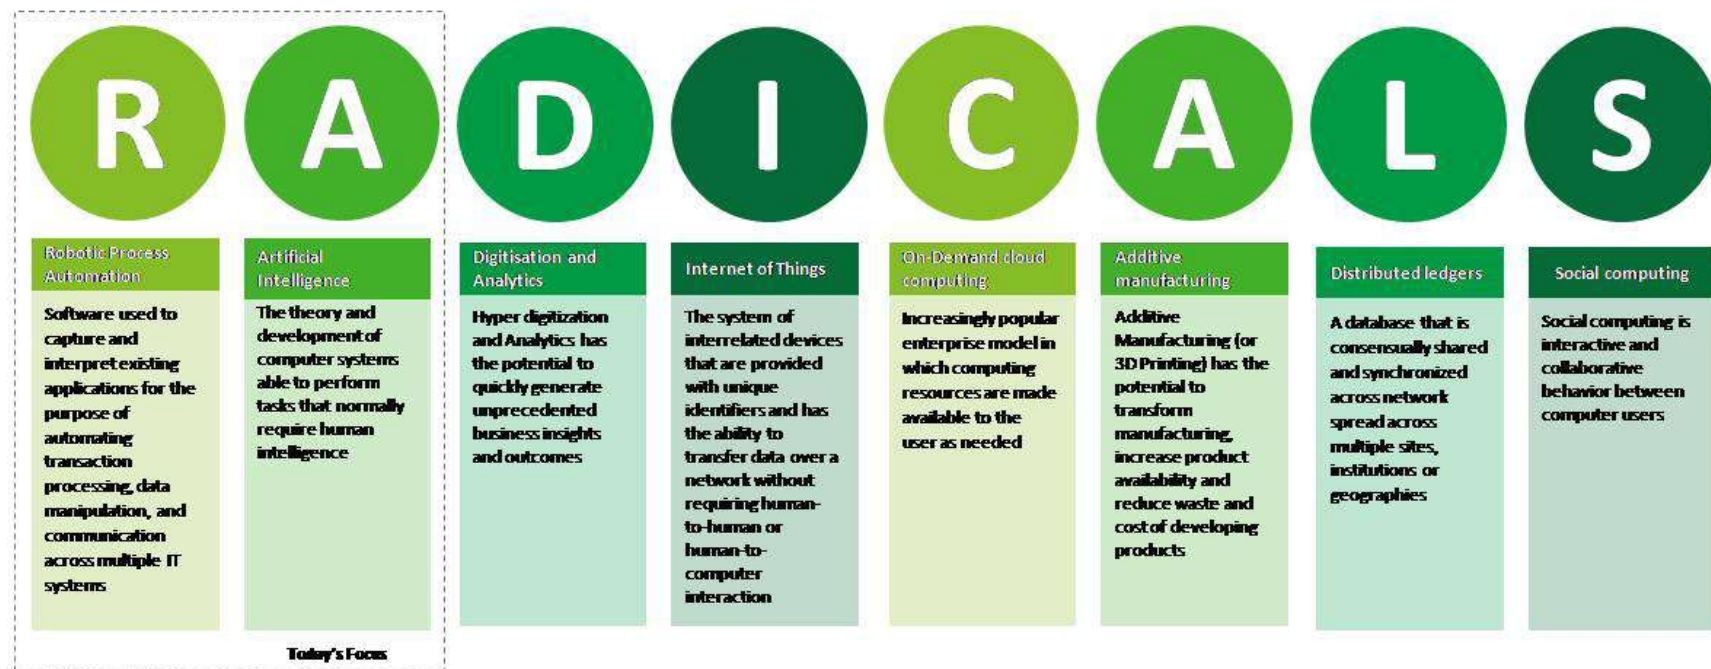 R
A
D
I
C
A
L
S
Robotic Process
Automation
Software used to
capture and
interpret existing
applications for the
purpose of
automating
transaction
processing, data
manipulation, and
communication
across multiple IT
systems
Artificial
Intelligence
The theory and
development of
computer systems
able to perform
tasks that normally
require human
intelligence
Today's Focus
Digitisation and
Analytics
Hyper digitization
and Analytics has
the potential to
quickly generate
unprecedented
business insights
and outcomes
Internet of Things
The system of
interrelated devices
that are provided
with unique
identifiers and has
the ability to
transfer data over a
network without
requiring human-
to-human or
human-to-
computer
interaction
On-Demand cloud
computing
Increasingly popular
enterprise model in
which computing
resources are made
available to the
user as needed
Additive
manufacturing
Additive
Manufacturing (or
3D Printing) has the
potential to
transform
manufacturing,
increase product
availability and
reduce waste and
cost of developing
products
Distributed ledgers
A database that is
consensually shared
and synchronized
across network
spread across
multiple sites,
institutions or
geographies
Social computing
Social computing is
interactive and
collaborative
behavior between
computer users